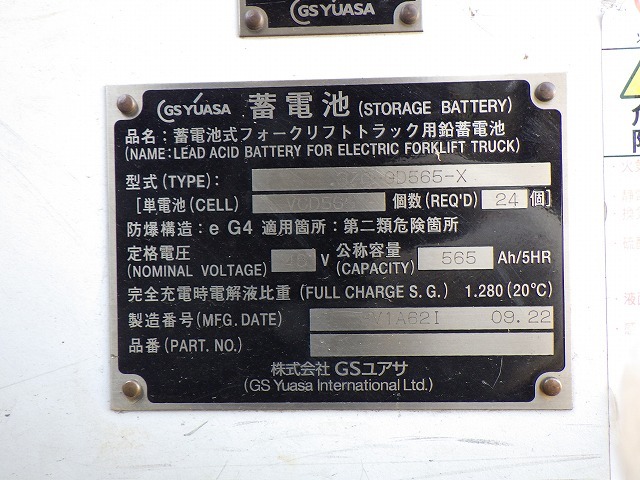 GS YUASA
GS YUASA 蓄電池 (STORAGE BATTERY)
品名：蓄電池式フォークリフトトラック用鉛蓄電池
(NAME: LEAD ACID BATTERY FOR ELECTRIC FORKLIFT TRUCK)
型式 (TYPE): D565-X
[単電池 (CELL) 個数 (REQ'D) 24 個]
防爆構造：e G4 適用箇所：第二類危険箇所
定格電圧 (NOMINAL VOLTAGE) V 公称容量 (CAPACITY) 565 Ah/5HR
完全充電時電解液比重 (FULL CHARGE S. G.) 1.280 (20℃)
製造番号 (MFG. DATE) 09.22
品番 (PART. NO.)
株式会社 GSユアサ
(GS Yuasa International Ltd.)